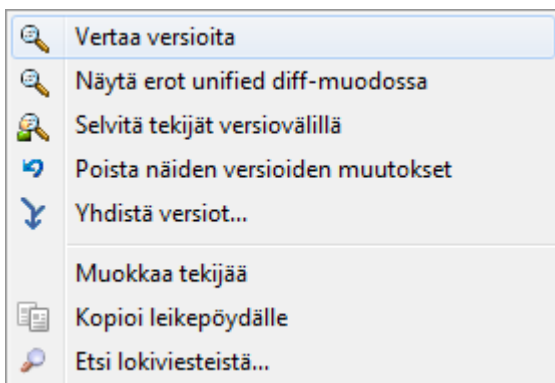 Vertaa versioita
Näytä erot unified diff-muodossa
Selvitä tekijät versiovälillä
Poista näiden versioiden muutokset
Yhdistä versiot...
Muokkaa tekijää
Kopioi leikepöydälle
Etsi lokiviesteistä...